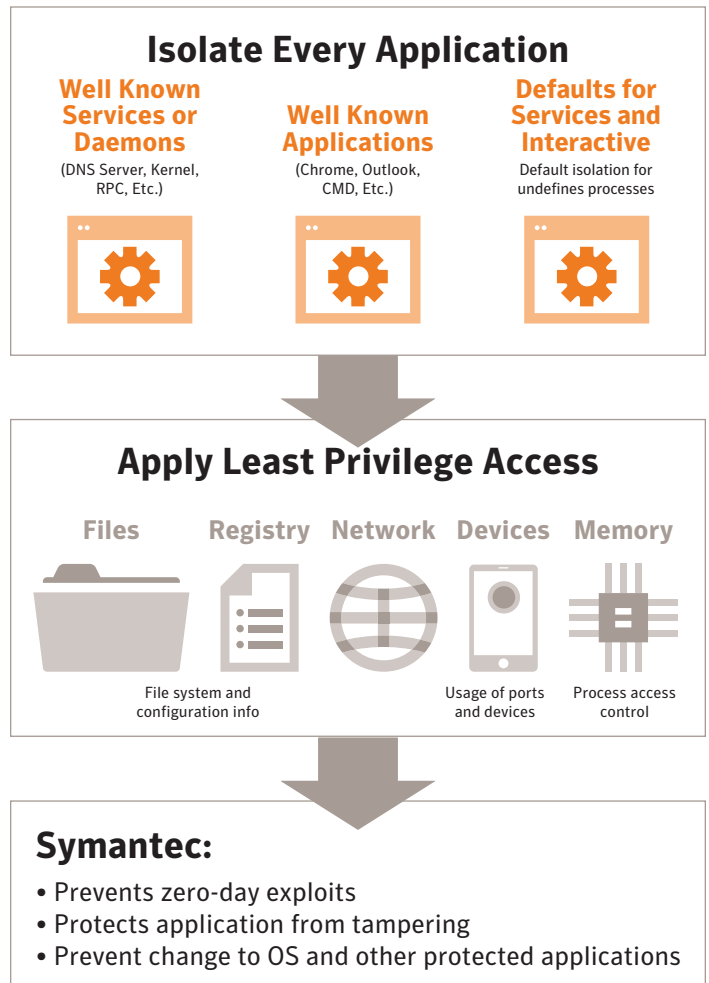 Isolate Every Application
Well Known
Services or
Daemons
(DNS Server, Kernel,
RPC, Etc.)
Well Known
Applications
(Chrome, Outlook,
CMD, Etc.)
Defaults for
Services and
Interactive
Default isolation for
undefines processes
Apply Least Privilege Access
Files
Registry
Network
Devices
Memory
File system and
configuration info
Usage of ports
and devices
Process access
control
Symantec:
• Prevents zero-day exploits
• Protects application from tampering
• Prevent change to OS and other protected applications